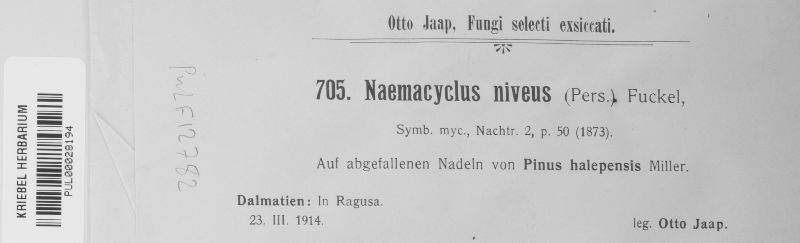 Otto Jaap, Fungi selecti exsiccati.
705. Naemacyclus niveus (Pers.), Fuckel,
Symb. myc., Nachtr. 2, p. 50 (1873).
Auf abgefallenen Nadeln von Pinus halepensis Miller.
Dalmatien: In Ragusa.
23. III. 1914.
leg. Otto Jaap.
KRIEBEL HERBARIUM
PUL00028194
PulF12782